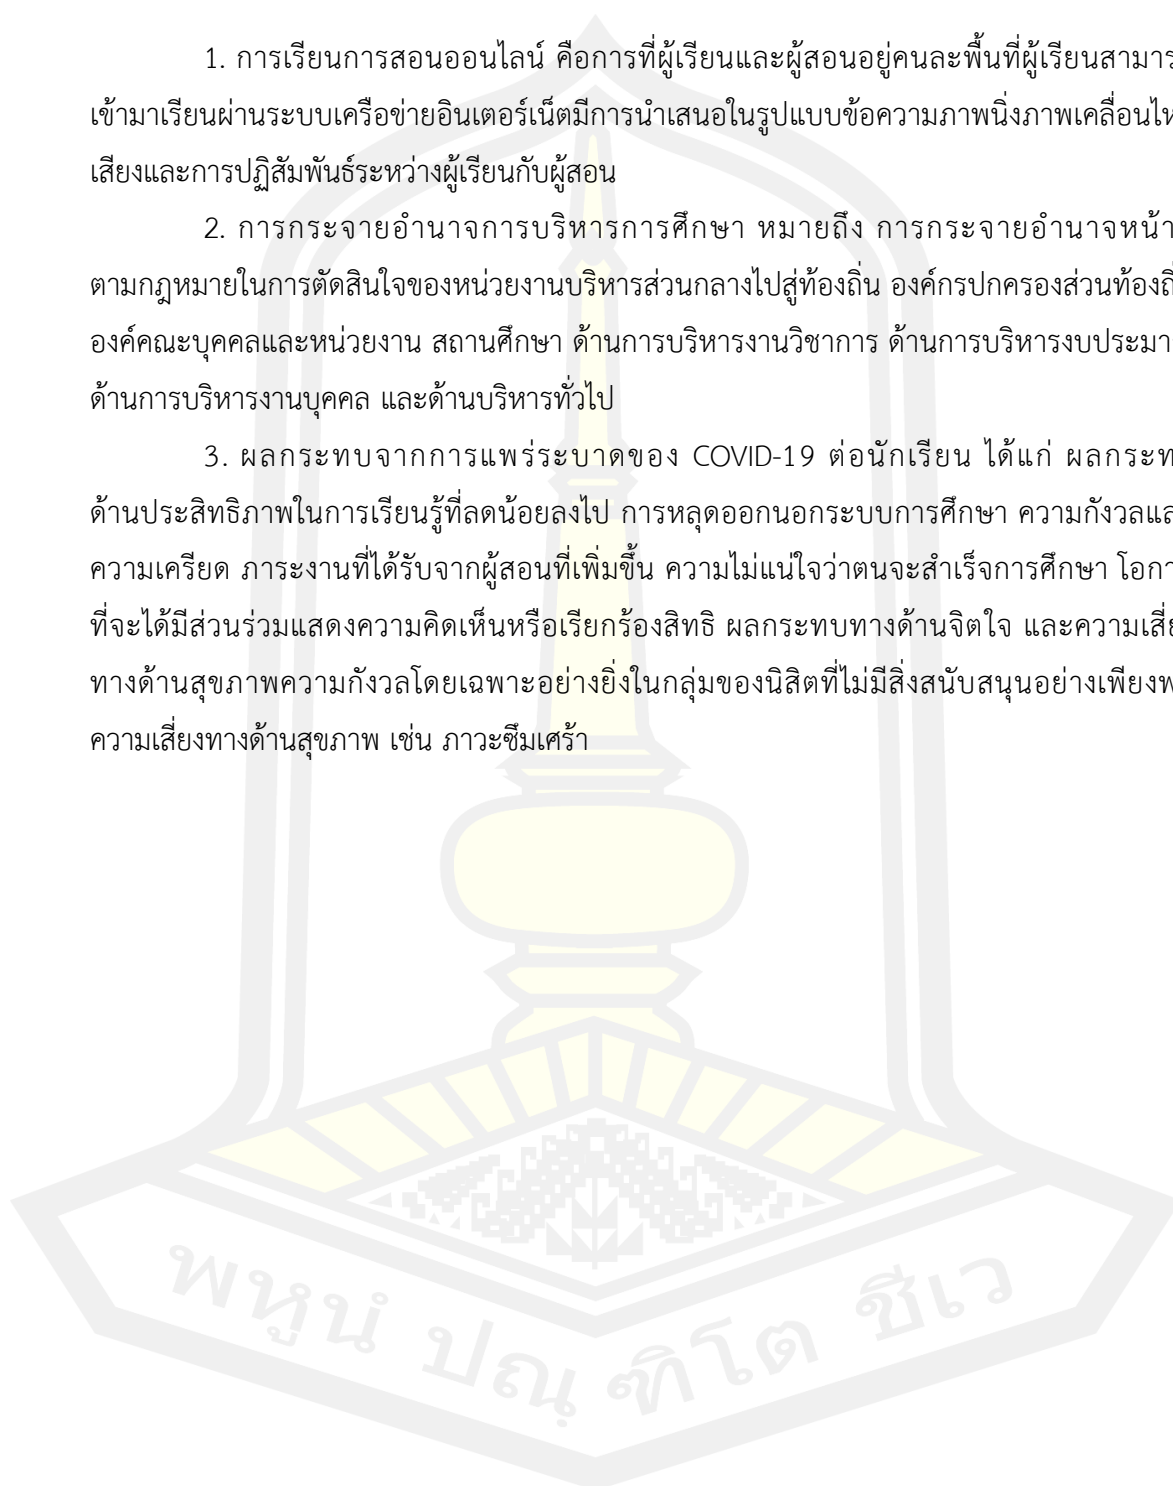 1. การเรียนการสอนออนไลน์ คือการที่ผู้เรียนและผู้สอนอยู่คนละพื้นที่ผู้เรียนสามาร
เข้ามาเรียนผ่านระบบเครือข่ายอินเตอร์เน็ตมีการนำเสนอในรูปแบบข้อความภาพนิ่งภาพเคลื่อนไห
เสียงและการปฏิสัมพันธ์ระหว่างผู้เรียนกับผู้สอน
2. การกระจายอำนาจการบริหารการศึกษา หมายถึง การกระจายอำนาจหน้า
ตามกฎหมายในการตัดสินใจของหน่วยงานบริหารส่วนกลางไปสู่ท้องถิ่น องค์กรปกครองส่วนท้องถิ่
องค์คณะบุคคลและหน่วยงาน สถานศึกษา ด้านการบริหารงานวิชาการ ด้านการบริหารงบประมา
ด้านการบริหารงานบุคคล และด้านบริหารทั่วไป
3. ผลกระทบจากการแพร่ระบาดของ COVID-19 ต่อนักเรียน ได้แก่ ผลกระท
ด้านประสิทธิภาพในการเรียนรู้ที่ลดน้อยลงไป การหลุดออกนอกระบบการศึกษา ความกังวลแล
ความเครียด ภาระงานที่ได้รับจากผู้สอนที่เพิ่มขึ้น ความไม่แน่ใจว่าตนจะสำเร็จการศึกษา โอกา
ที่จะได้มีส่วนร่วมแสดงความคิดเห็นหรือเรียกร้องสิทธิ ผลกระทบทางด้านจิตใจ และความเสี่ย
ทางด้านสุขภาพความกังวลโดยเฉพาะอย่างยิ่งในกลุ่มของนิสิตที่ไม่มีสิ่งสนับสนุนอย่างเพียงพ
ความเสี่ยงทางด้านสุขภาพ เช่น ภาวะซึมเศร้า
พหูนํ ปณฺฑิโต ชีเว